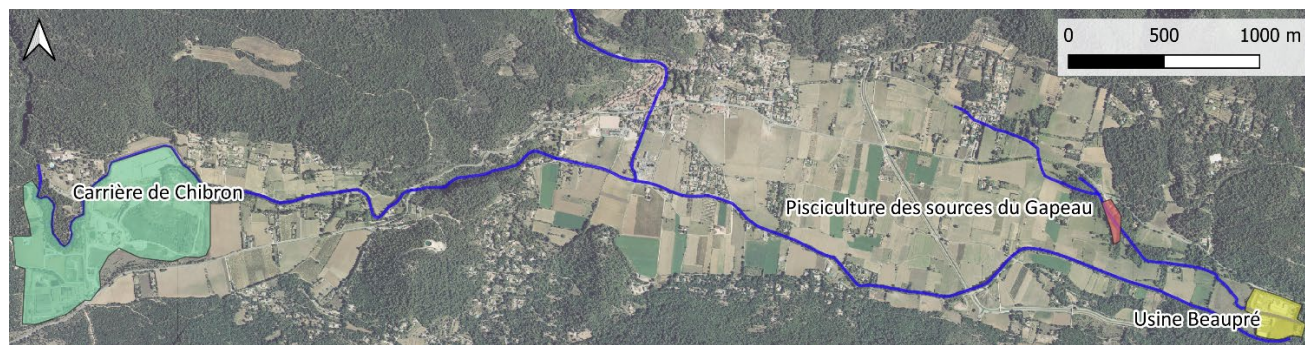 0 500 1000 m
Carrière de Chibron
Pisciculture des sources du Gapeau
Usine Beaupré